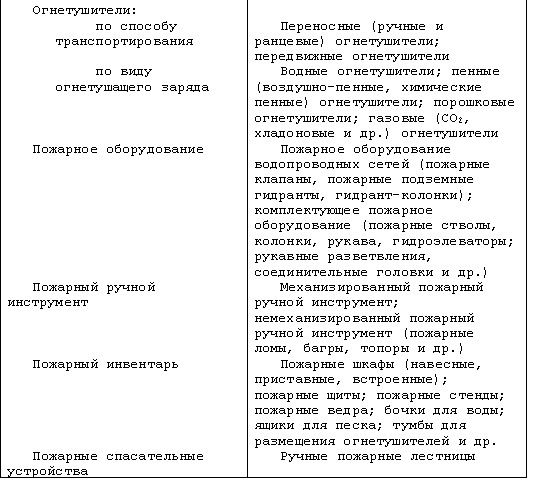 Огнетушители:
по способу
транспортирования
Переносные (ручные и
ранцевые) огнетушители;
передвижные огнетушители
по виду
огнетушащего заряда
Водные огнетушители; пенные
(воздушно-пенные, химические
пенные) огнетушители; порошковые
огнетушители; газовые (CO₂,
хладоновые и др.) огнетушители
Пожарное оборудование
Пожарное оборудование
водопроводных сетей (пожарные
клапаны, пожарные подземные
гидранты, гидрант-колонки);
комплектующее пожарное
оборудование (пожарные стволы,
колонки, рукава, гидроэлеваторы;
рукавные разветвления,
соединительные головки и др.)
Пожарный ручной
инструмент
Механизированный пожарный
ручной инструмент;
немеханизированный пожарный
ручной инструмент (пожарные
ломы, багры, топоры и др.)
Пожарный инвентарь
Пожарные шкафы (навесные,
приставные, встроенные);
пожарные щиты; пожарные стенды;
пожарные ведра; бочки для воды;
ящики для песка; тумбы для
размещения огнетушителей и др.
Пожарные спасательные
устройства
Ручные пожарные лестницы